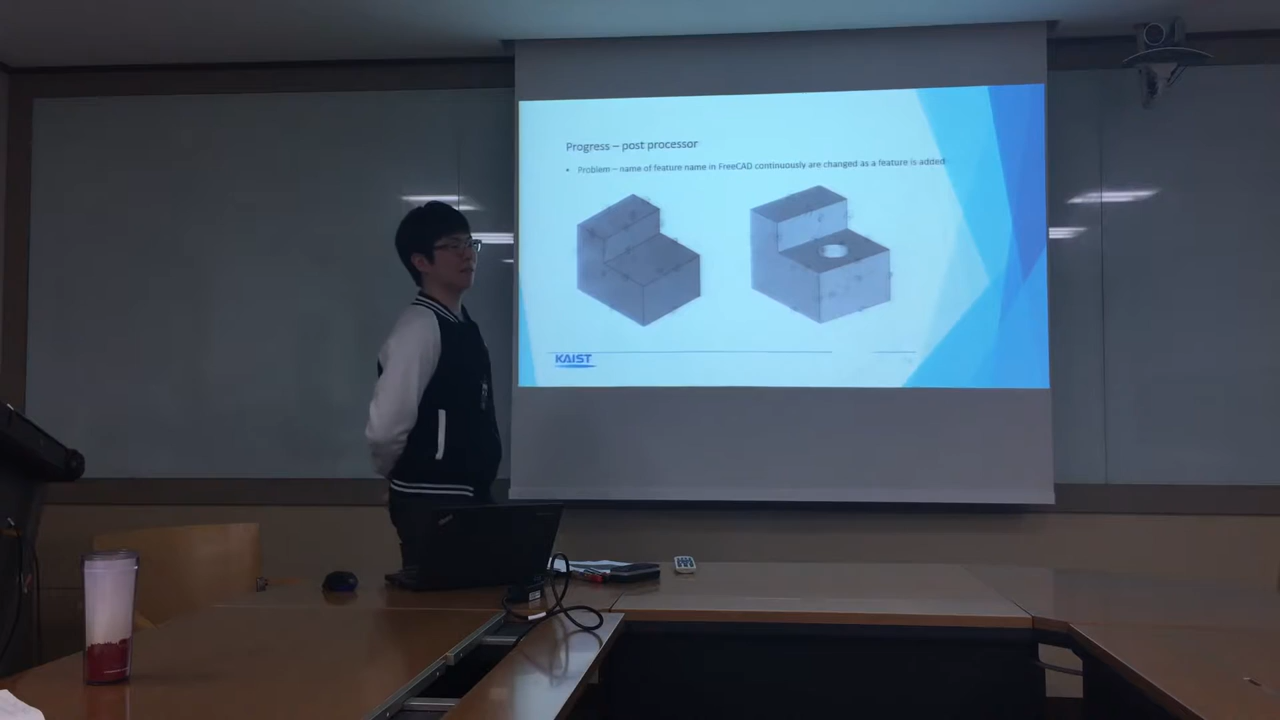 Progress – post processor
• Problem – name of feature name in FreeCAD continuously are changed as a feature is added
KAIST